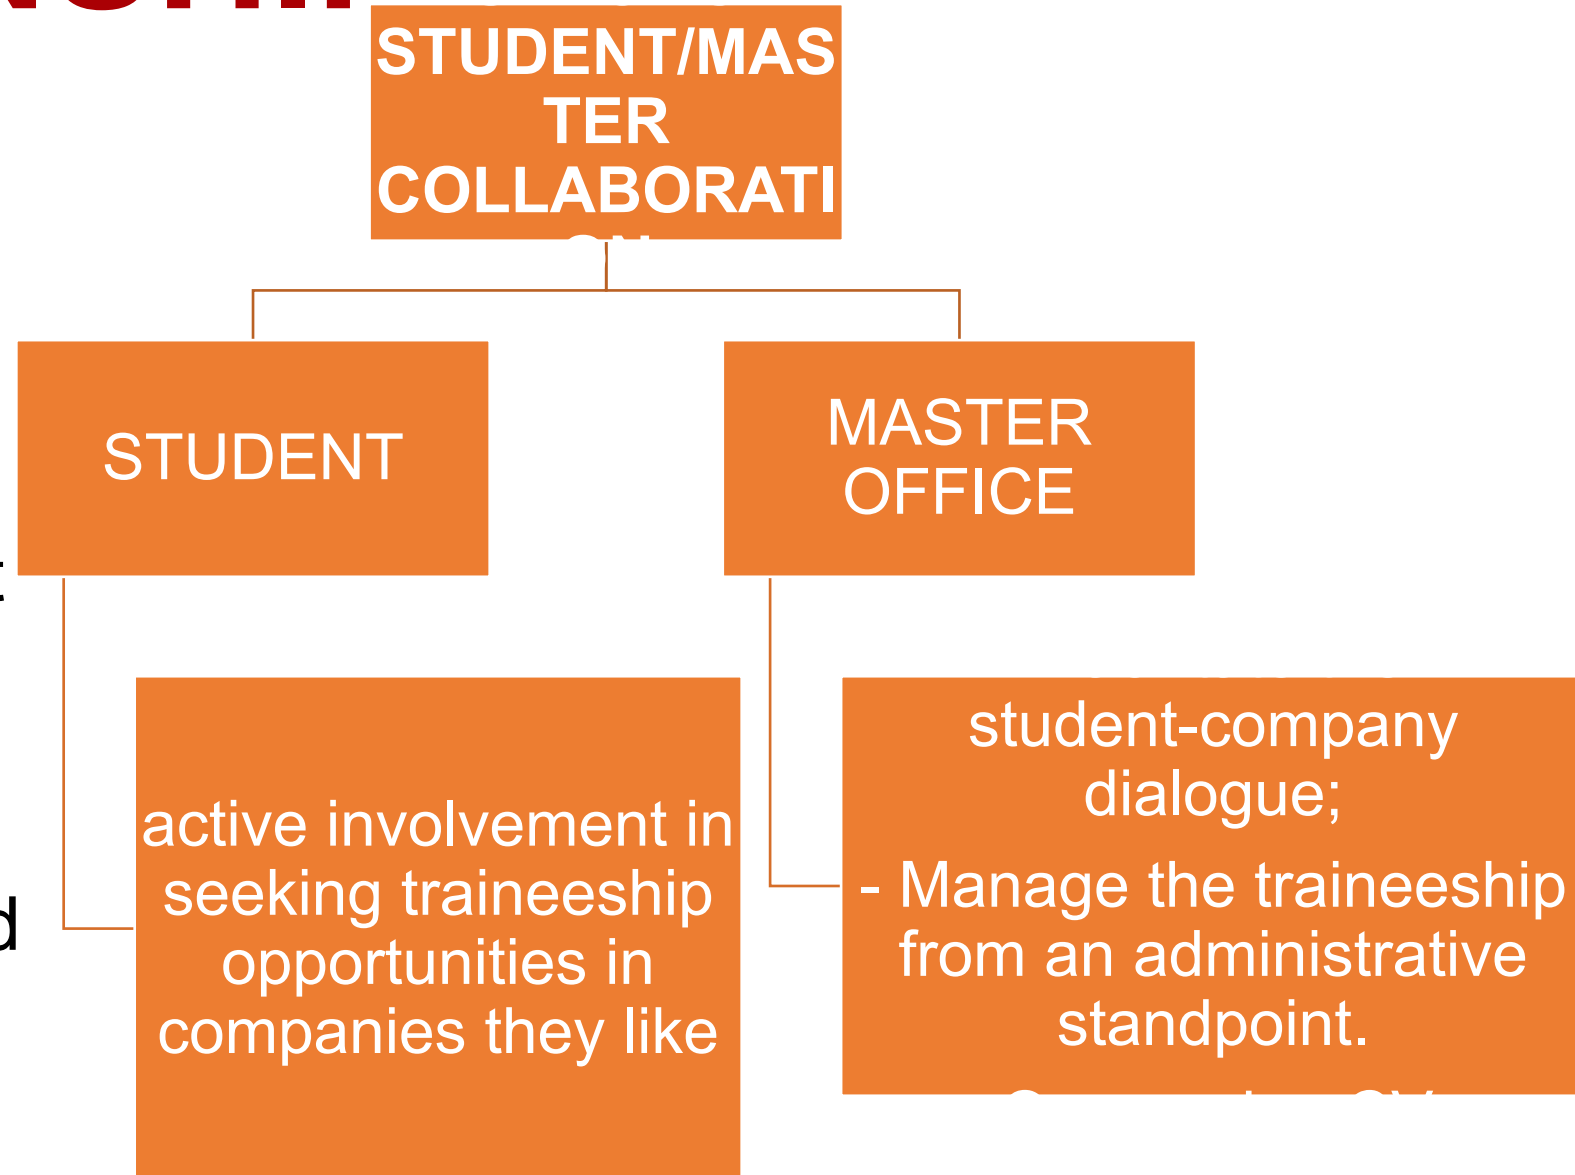 STUDENT/MAS
TER
COLLABORATI
ON
STUDENT
MASTER
OFFICE
active involvement in
seeking traineeship
opportunities in
companies they like
student-company
dialogue;
- Manage the traineeship
from an administrative
standpoint.